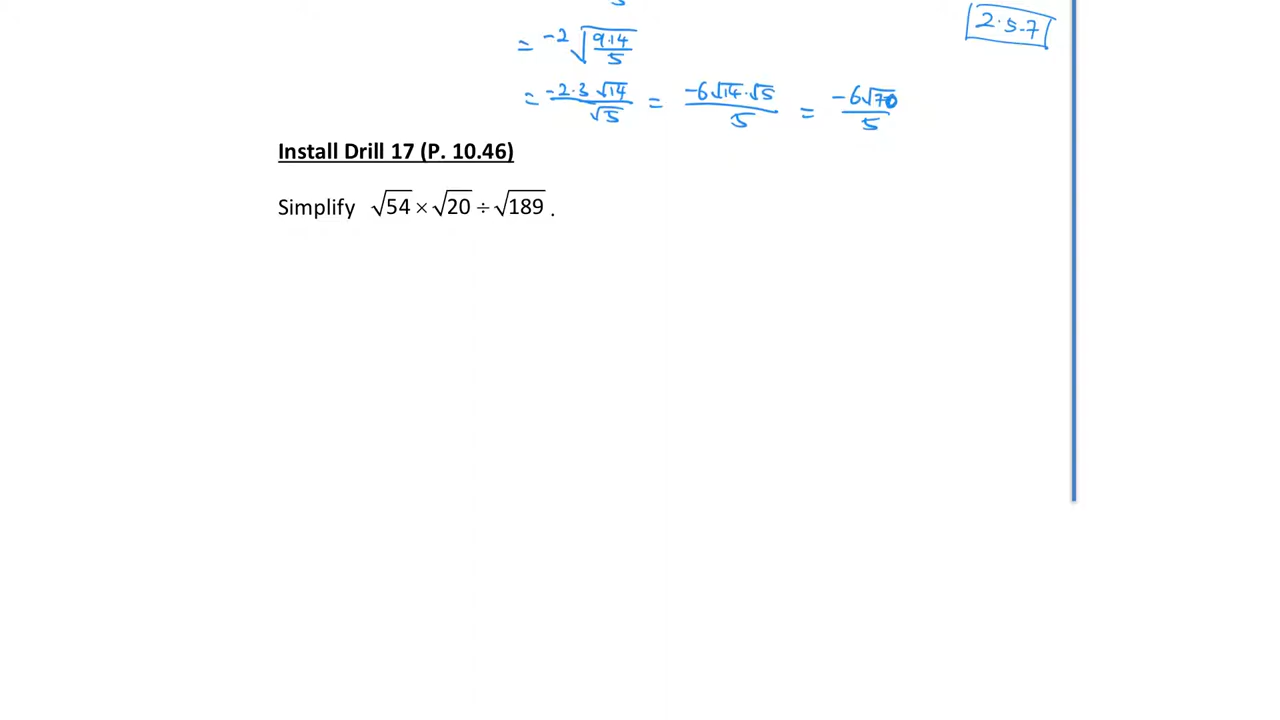 = -2 √(9·14/5)
2·5·7
= -2·3√14/√5 = -6√14·√5/5 = -6√70/5
Install Drill 17 (P. 10.46)
Simplify √54 × √20 ÷ √189 .